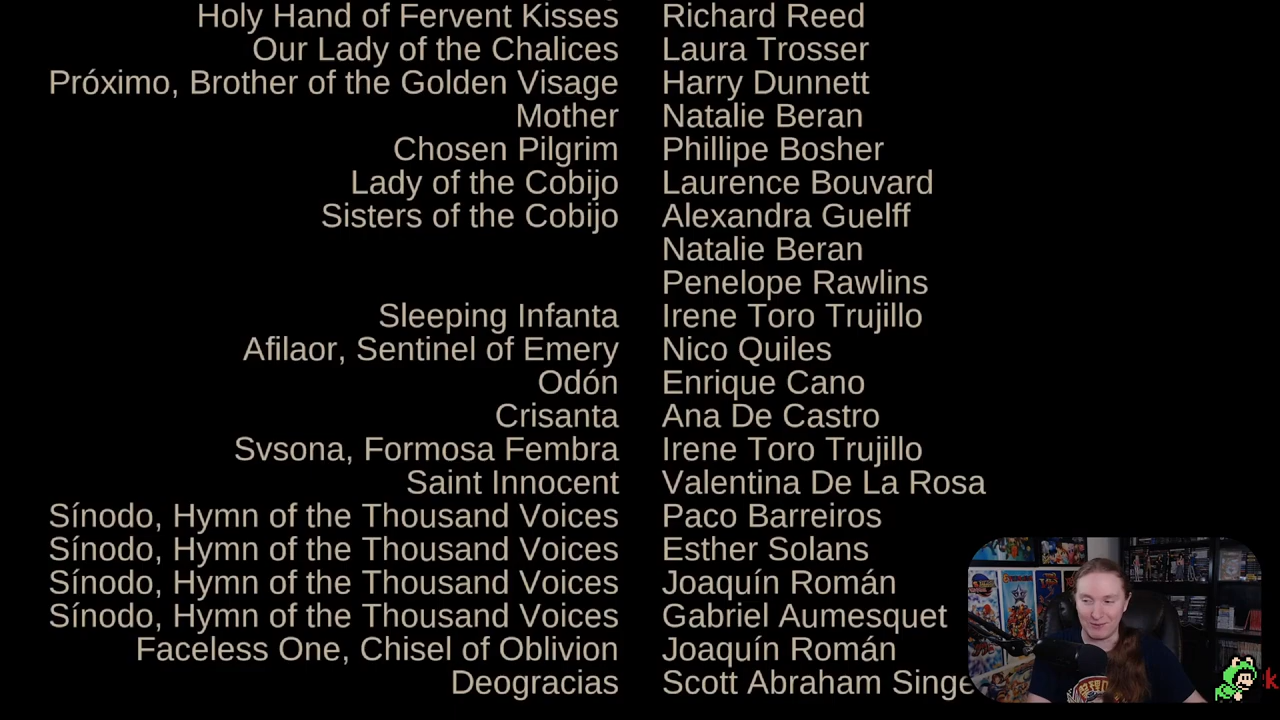 Holy Hand of Fervent Kisses Richard Reed
Our Lady of the Chalices Laura Trosser
Próximo, Brother of the Golden Visage Harry Dunnett
Mother Natalie Beran
Chosen Pilgrim Phillipe Bosher
Lady of the Cobijo Laurence Bouvard
Sisters of the Cobijo Alexandra Guelff
Natalie Beran
Penelope Rawlins
Sleeping Infanta Irene Toro Trujillo
Afilaor, Sentinel of Emery Nico Quiles
Odón Enrique Cano
Crisanta Ana De Castro
Svsona, Formosa Fembra Irene Toro Trujillo
Saint Innocent Valentina De La Rosa
Sínodo, Hymn of the Thousand Voices Paco Barreiros
Sínodo, Hymn of the Thousand Voices Esther Solans
Sínodo, Hymn of the Thousand Voices Joaquín Román
Sínodo, Hymn of the Thousand Voices Gabriel Aumesquet
Faceless One, Chisel of Oblivion Joaquín Román
Deogracias Scott Abraham Singe